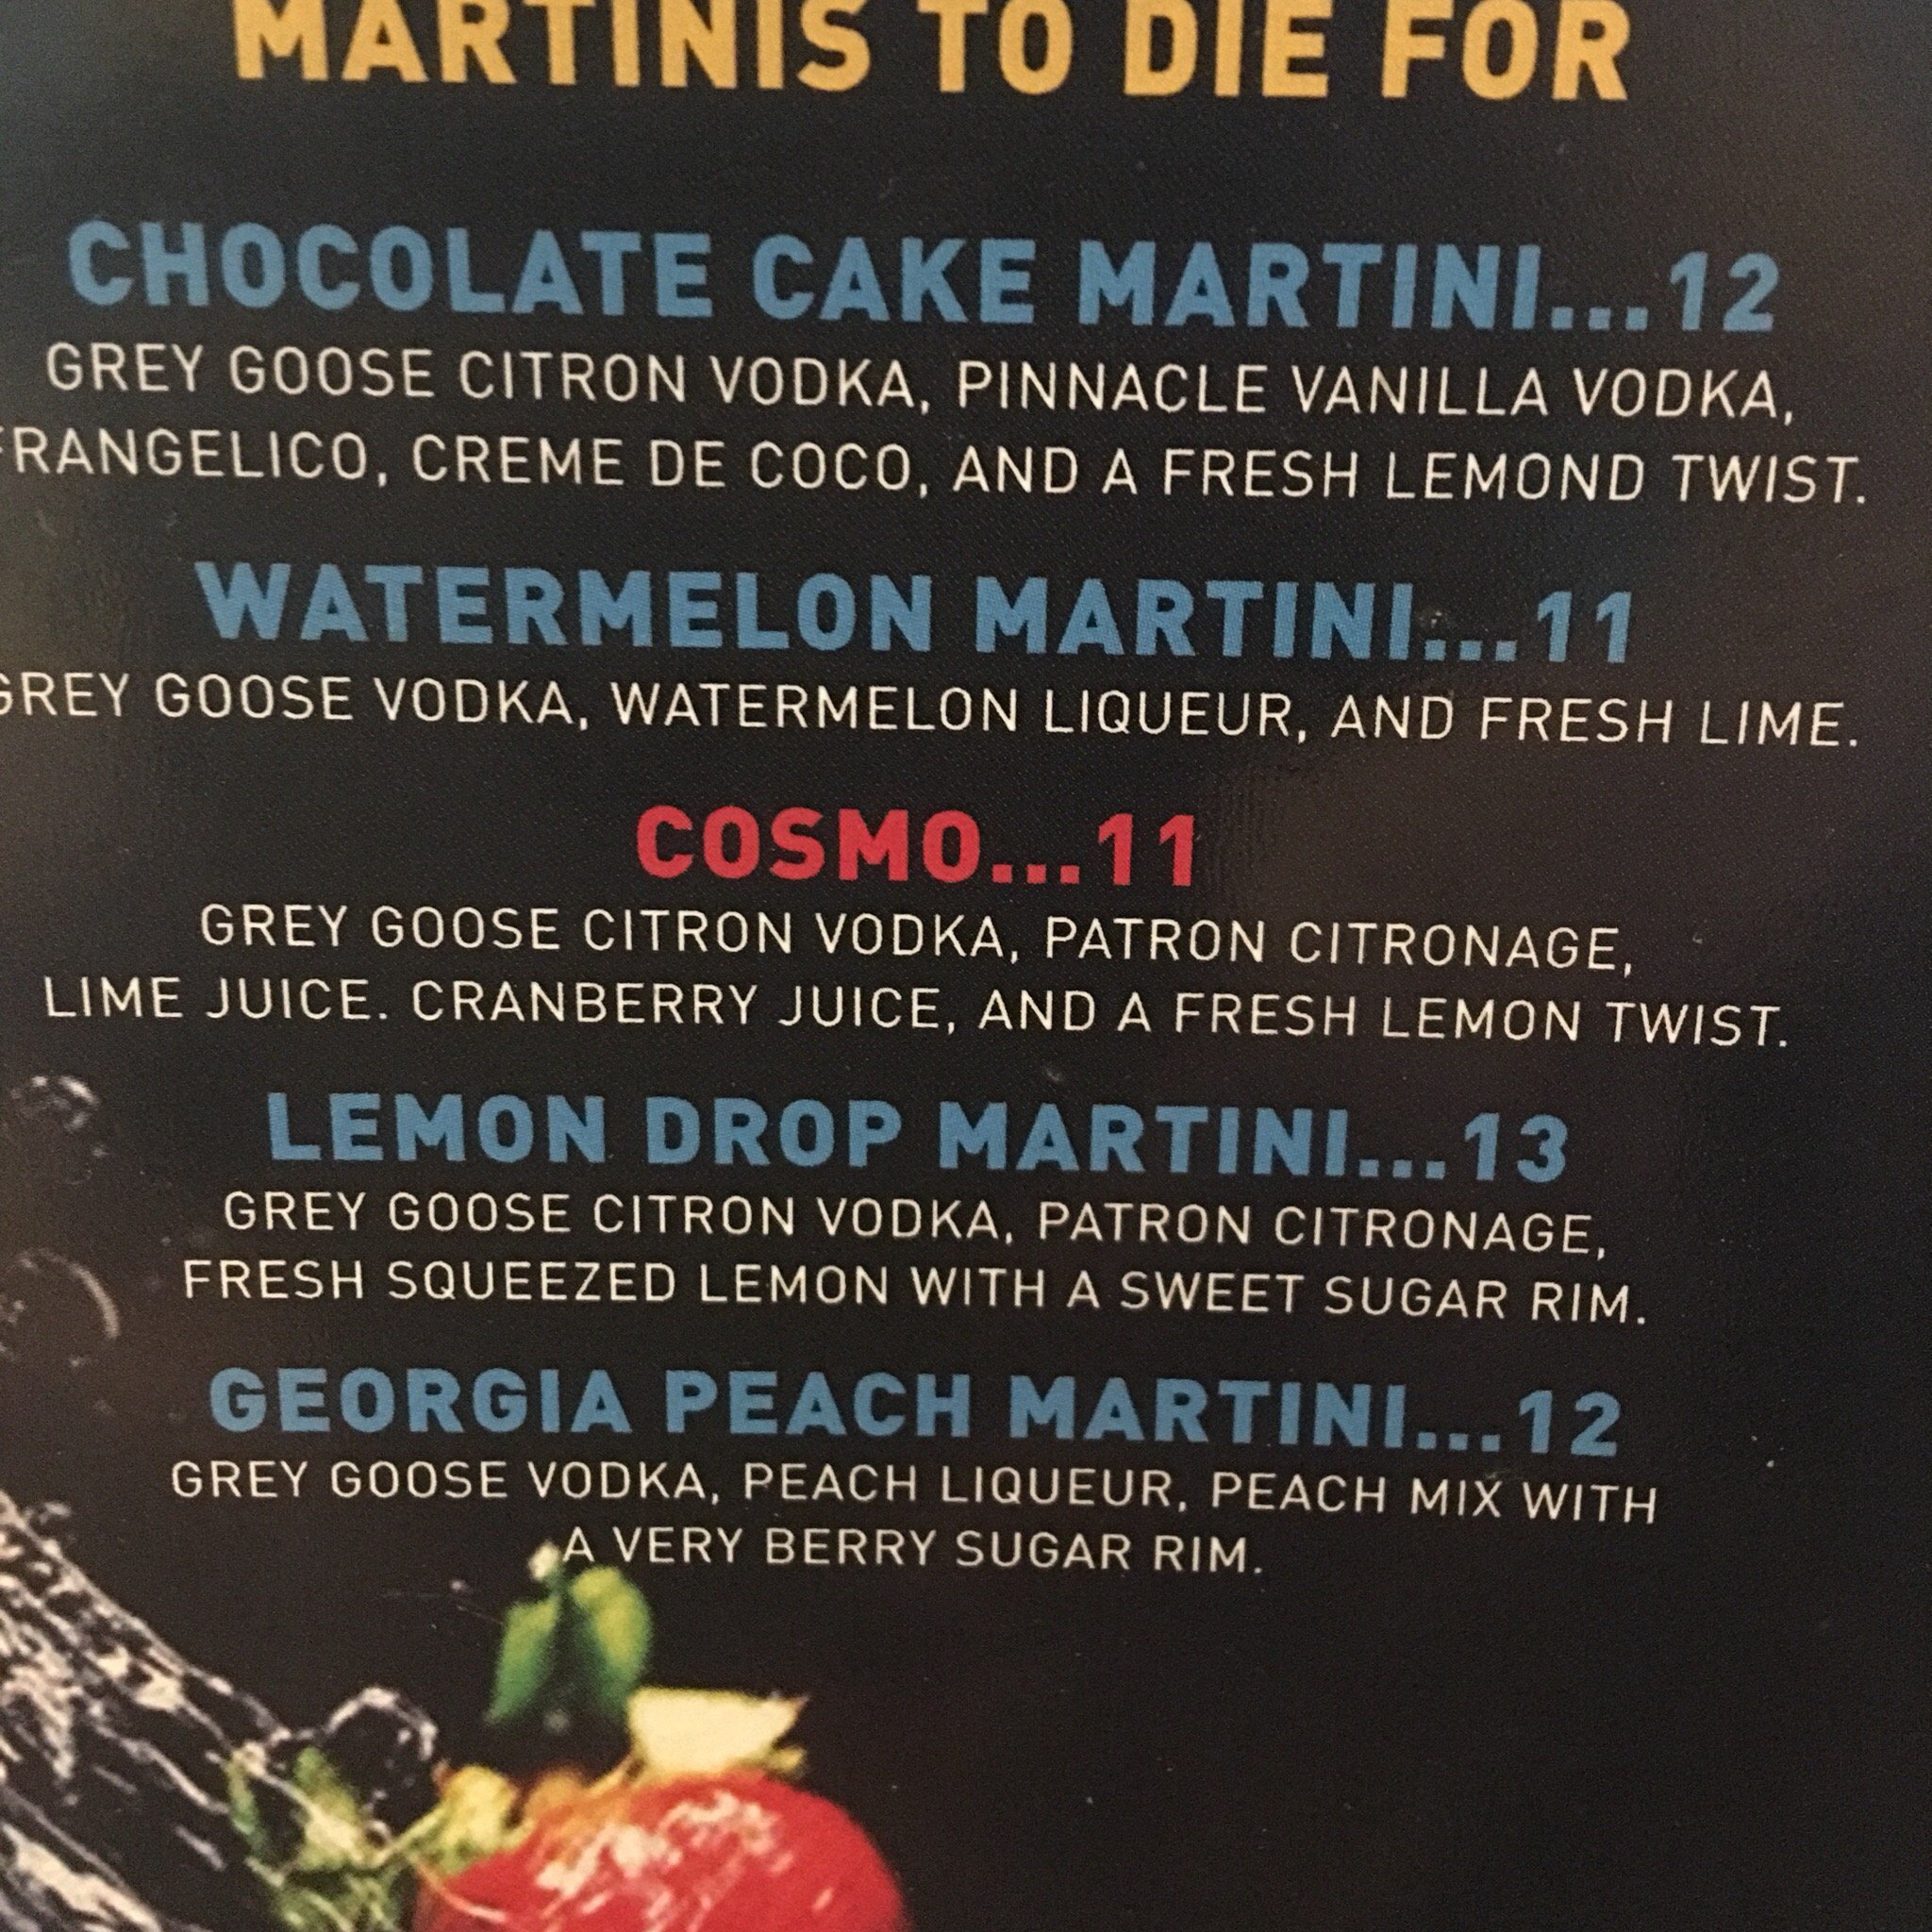 MARTINIS TO DIE FOR
CHOCOLATE CAKE MARTINI...12
GREY GOOSE CITRON VODKA, PINNACLE VANILLA VODKA,
FRANGELICO, CREME DE COCO, AND A FRESH LEMOND TWIST.
WATERMELON MARTINI...11
GREY GOOSE VODKA, WATERMELON LIQUEUR, AND FRESH LIME.
COSMO...11
GREY GOOSE CITRON VODKA, PATRON CITRONAGE,
LIME JUICE. CRANBERRY JUICE, AND A FRESH LEMON TWIST.
LEMON DROP MARTINI...13
GREY GOOSE CITRON VODKA, PATRON CITRONAGE,
FRESH SQUEEZED LEMON WITH A SWEET SUGAR RIM.
GEORGIA PEACH MARTINI...12
GREY GOOSE VODKA, PEACH LIQUEUR, PEACH MIX WITH
A VERY BERRY SUGAR RIM.